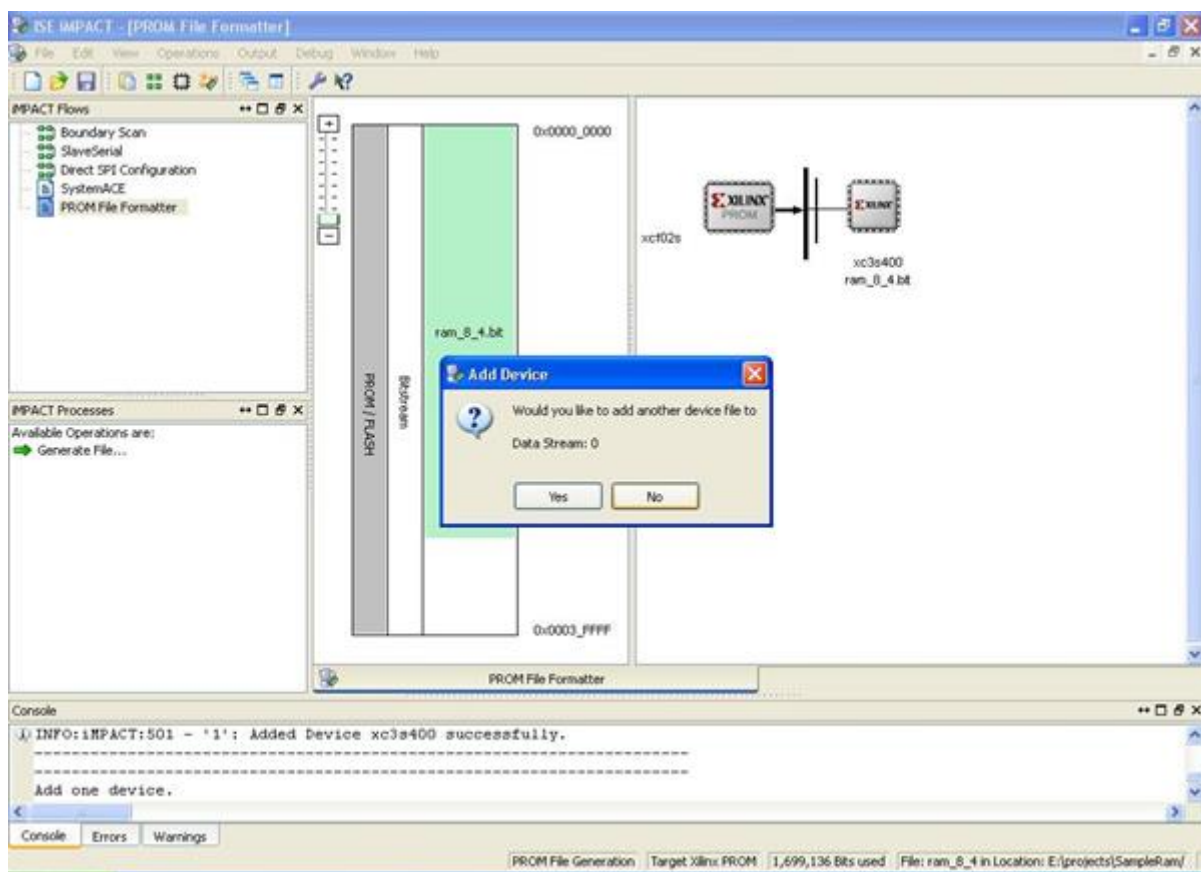 ISE iMPACT - [PROM File Formatter]
File Edit View Operations Output Debug Window Help
iMPACT Flows
Boundary Scan
SlaveSerial
Direct SPI Configuration
SystemACE
PROM File Formatter
iMPACT Processes
Available Operations are:
Generate File...
PROM / FLASH
Bitstream
0x0000_0000
ram_8_4.bit
0x0003_FFFF
xcf02s
XILINX
PROM
XILINX
xc3s400
ram_8_4.bit
Add Device
Would you like to add another device file to
Data Stream: 0
Yes No
PROM File Formatter
Console
INFO:iMPACT:501 - '1': Added Device xc3s400 successfully.
----------------------------------------------------------------------
----------------------------------------------------------------------
Add one device.
Console Errors Warnings
PROM File Generation Target Xilinx PROM 1,699,136 Bits used File: ram_8_4 in Location: E:\projects\SampleRam/